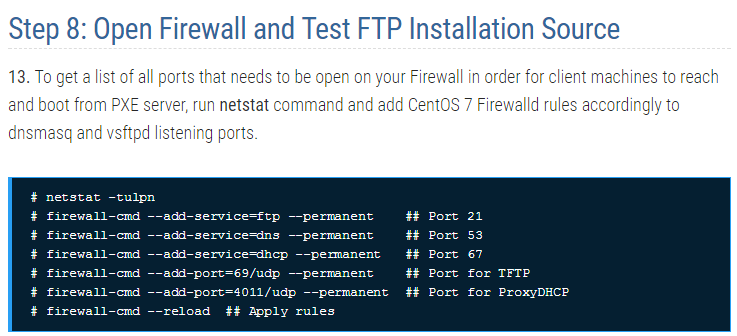 Step 8: Open Firewall and Test FTP Installation Source
13. To get a list of all ports that needs to be open on your Firewall in order for client machines to reach
and boot from PXE server, run netstat command and add CentOS 7 Firewalld rules accordingly to
dnsmasq and vsftpd listening ports.
# netstat -tulpn
# firewall-cmd --add-service=ftp --permanent    ## Port 21
# firewall-cmd --add-service=dns --permanent    ## Port 53
# firewall-cmd --add-service=dhcp --permanent   ## Port 67
# firewall-cmd --add-port=69/udp --permanent    ## Port for TFTP
# firewall-cmd --add-port=4011/udp --permanent  ## Port for ProxyDHCP
# firewall-cmd --reload  ## Apply rules